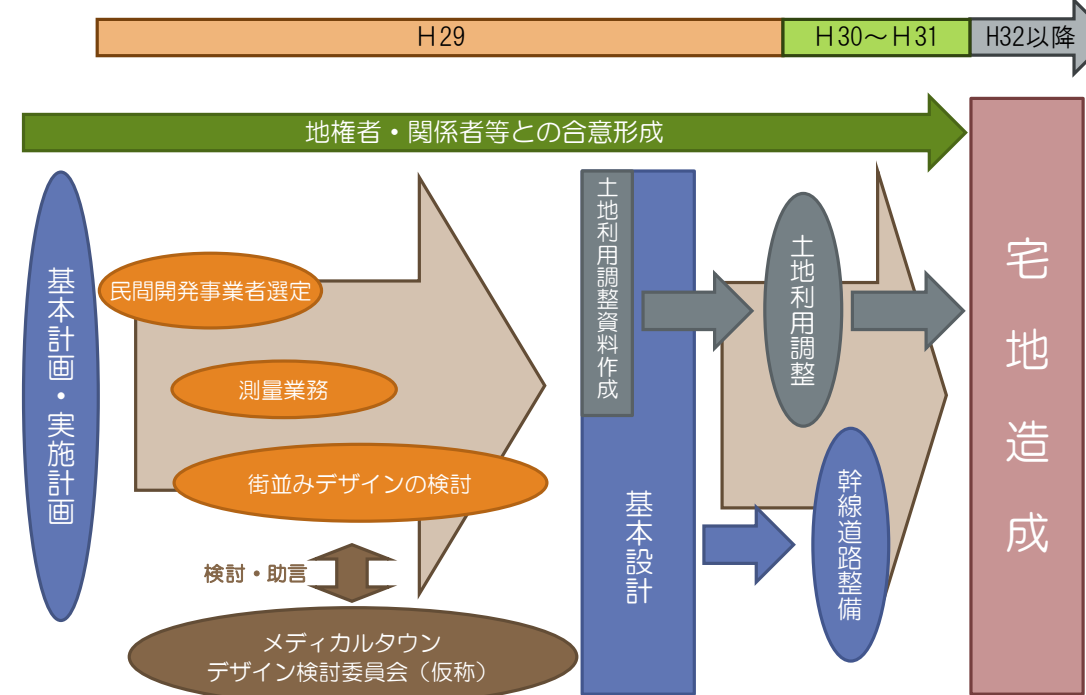 H29
H30～H31
H32以降
地権者・関係者等との合意形成
基本計画・実施計画
民間開発事業者選定
測量業務
街並みデザインの検討
検討・助言
メディカルタウン
デザイン検討委員会（仮称）
土地利用調整資料作成
基本設計
土地利用調整
幹線道路整備
宅地造成